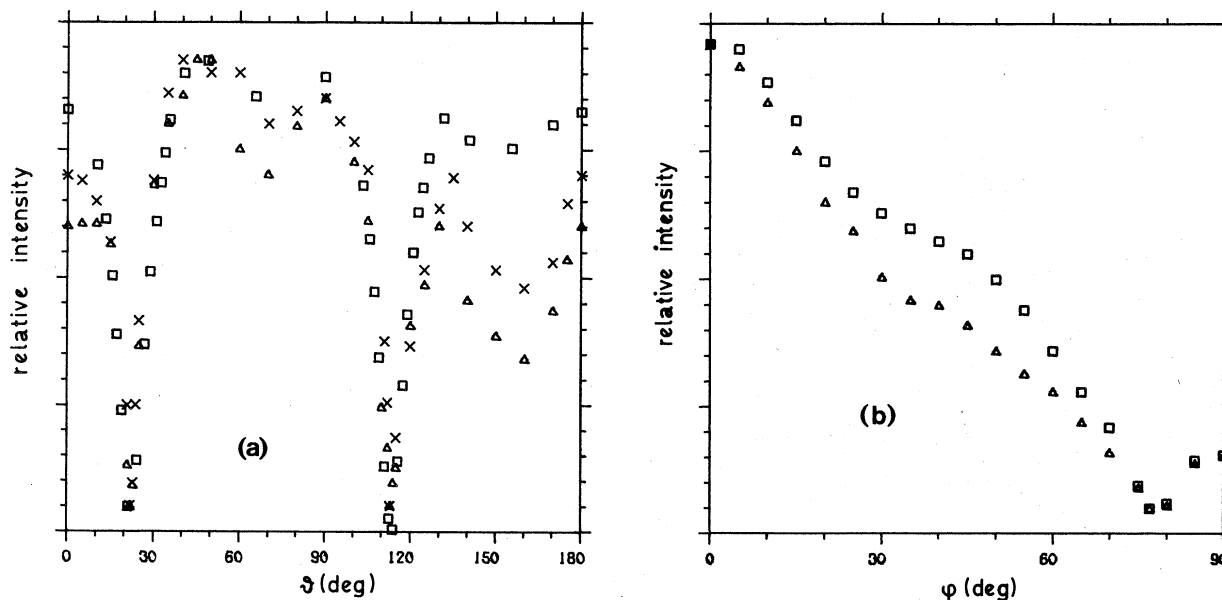 relative intensity
(a)
0 30 60 90 120 150 180
ϑ (deg)
relative intensity
(b)
0 30 60 90
φ (deg)